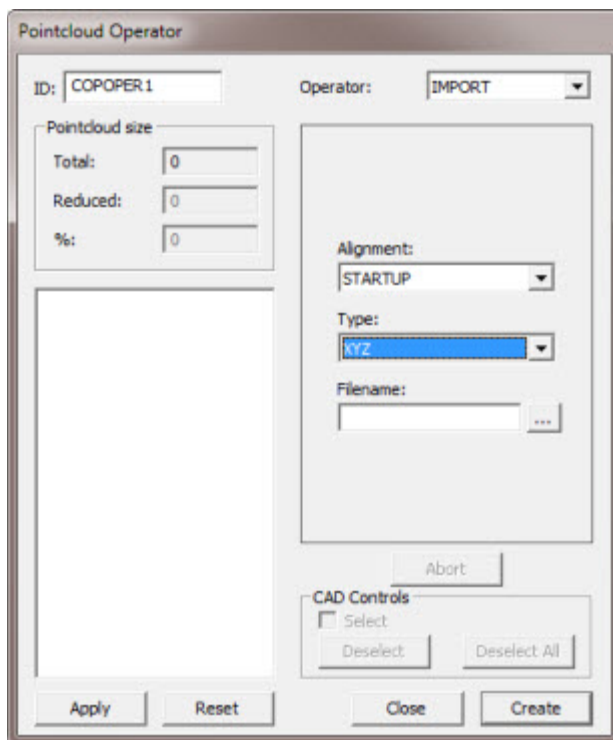 Pointcloud Operator
ID: COPOPER1 Operator: IMPORT
Pointcloud size
Total: 0
Reduced: 0
%: 0
Alignment:
STARTUP
Type:
XYZ
Filename:
...
Abort
CAD Controls
Select
Deselect Deselect All
Apply Reset Close Create